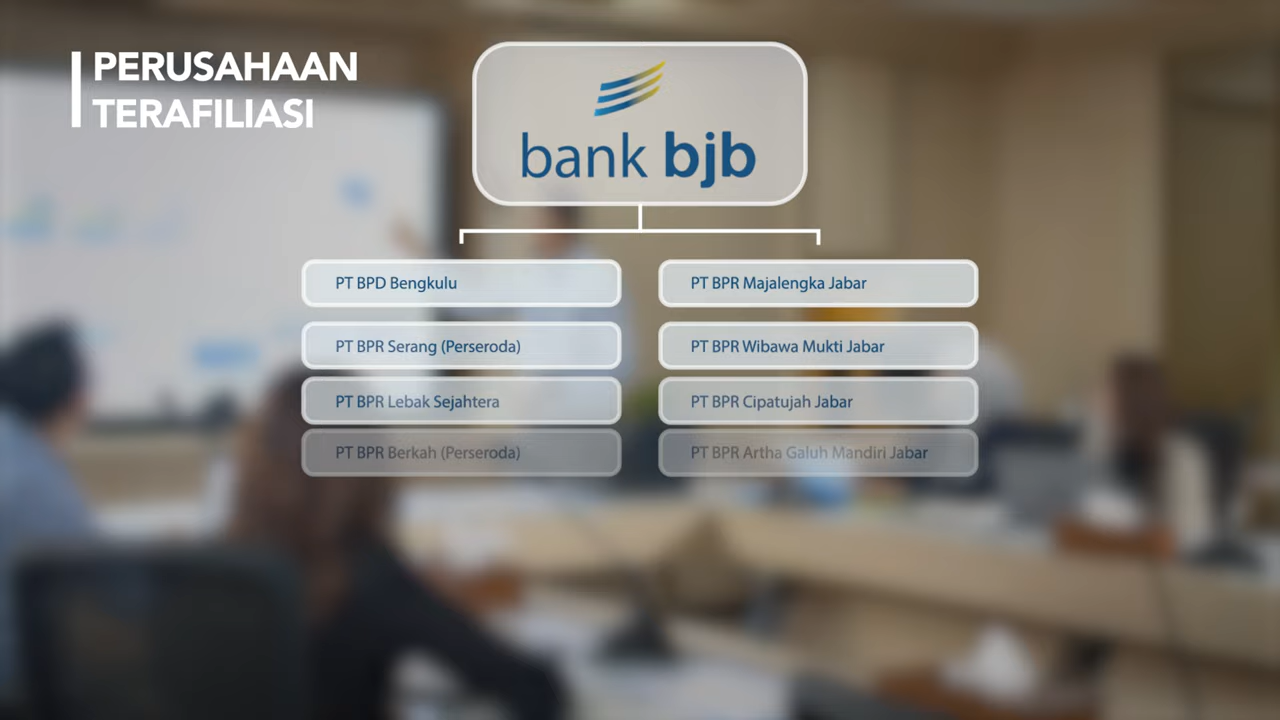 PERUSAHAAN
TERAFILIASI
bank bjb
PT BPD Bengkulu
PT BPR Serang (Perseroda)
PT BPR Lebak Sejahtera
PT BPR Berkah (Perseroda)
PT BPR Majalengka Jabar
PT BPR Wibawa Mukti Jabar
PT BPR Cipatujah Jabar
PT BPR Artha Galuh Mandiri Jabar